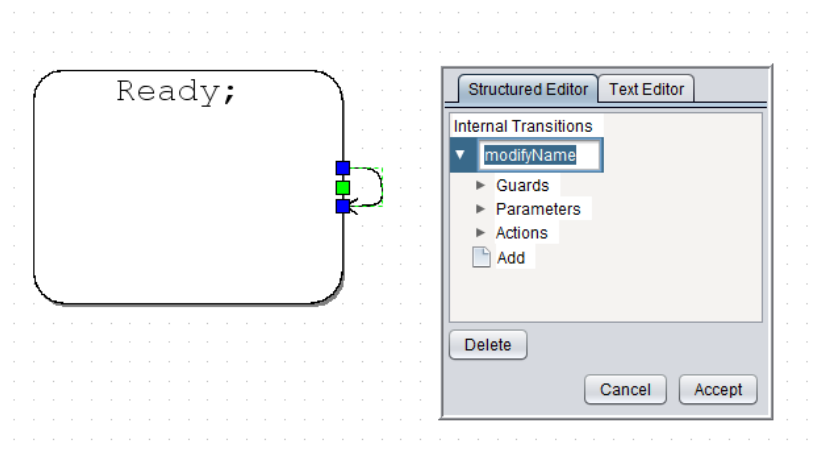 Ready;
Structured Editor Text Editor
Internal Transitions
modifyName
Guards
Parameters
Actions
Add
Delete
Cancel Accept